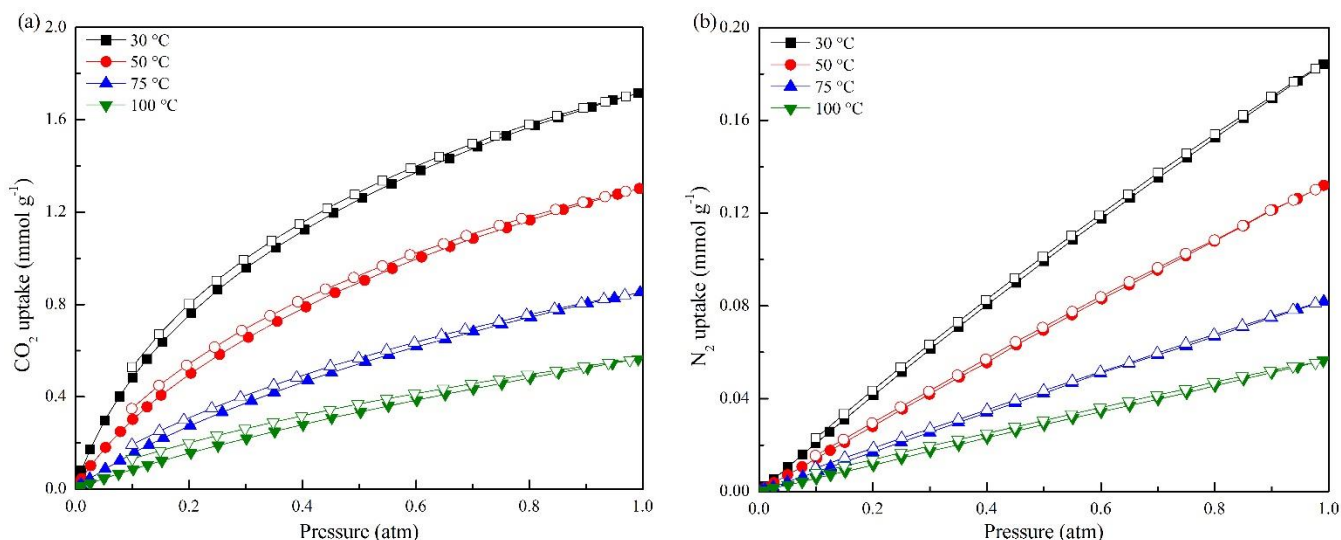 (a)
2.0
1.6
1.2
0.8
0.4
0.0
CO₂ uptake (mmol g⁻¹)
30 °C
50 °C
75 °C
100 °C
0.0 0.2 0.4 0.6 0.8 1.0
Pressure (atm)
(b)
0.20
0.16
0.12
0.08
0.04
0.00
N₂ uptake (mmol g⁻¹)
30 °C
50 °C
75 °C
100 °C
0.0 0.2 0.4 0.6 0.8 1.0
Pressure (atm)